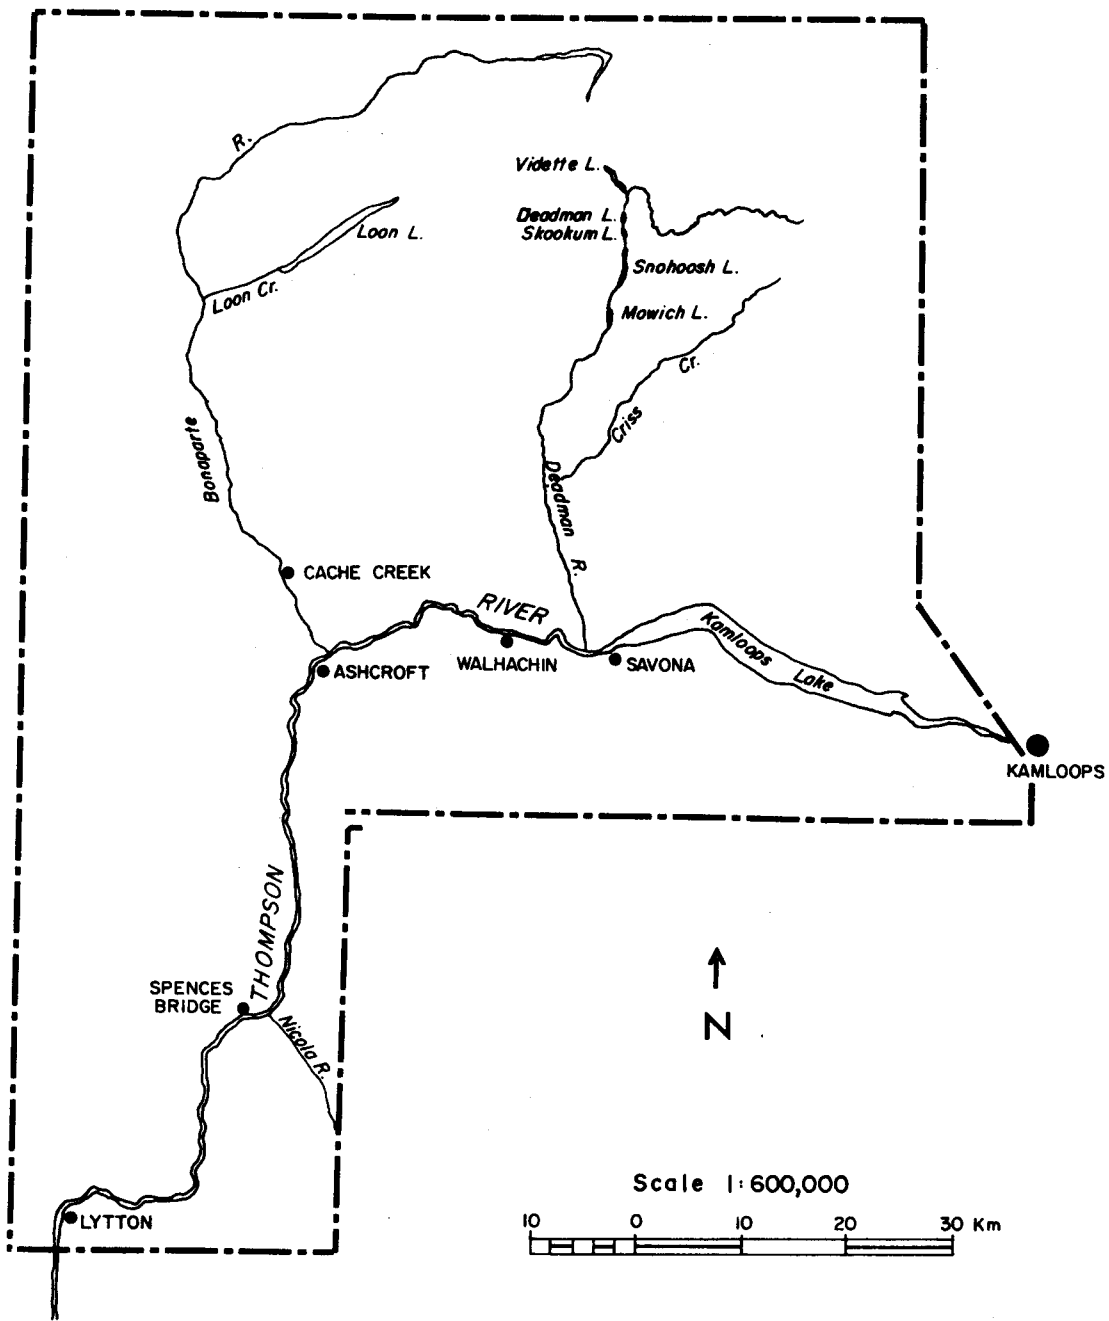 R.
Vidette L.
Deadman L.
Skookum L.
Loon L.
Snohoosh L.
Loon Cr.
Mowich L.
Cr.
Criss
Bonaparte
Deadman R.
CACHE CREEK
RIVER
Kamloops Lake
WALHACHIN
SAVONA
ASHCROFT
KAMLOOPS
THOMPSON
SPENCES
BRIDGE
Nicola R.
N
Scale 1:600,000
10 0 10 20 30 Km
LYTTON